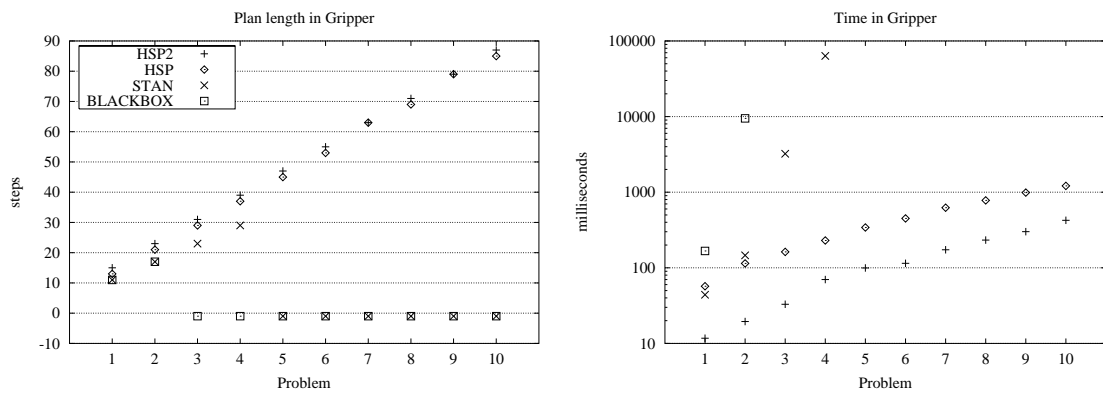 Plan length in Gripper
90
80
70
60
50
40
30
20
10
0
-10
steps
HSP2
HSP
STAN
BLACKBOX
1 2 3 4 5 6 7 8 9 10
Problem
Time in Gripper
100000
10000
1000
100
10
milliseconds
1 2 3 4 5 6 7 8 9 10
Problem